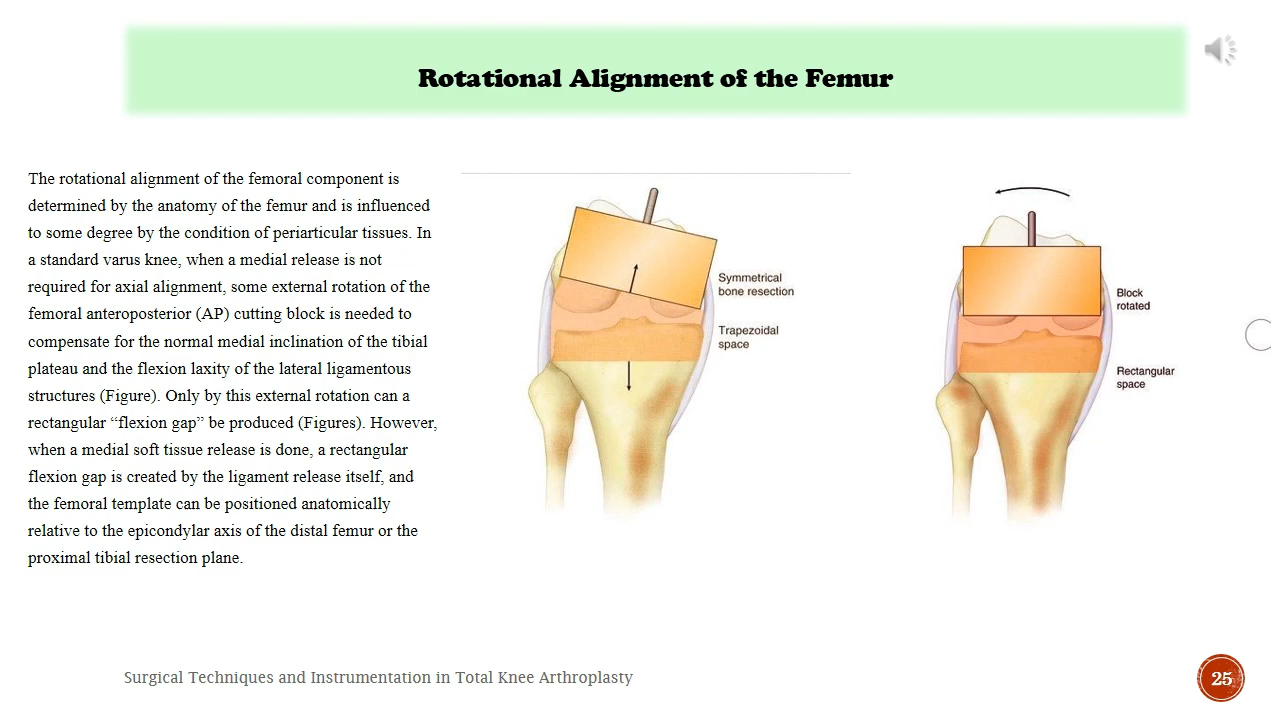 Rotational Alignment of the Femur
The rotational alignment of the femoral component is
determined by the anatomy of the femur and is influenced
to some degree by the condition of periarticular tissues. In
a standard varus knee, when a medial release is not
required for axial alignment, some external rotation of the
femoral anteroposterior (AP) cutting block is needed to
compensate for the normal medial inclination of the tibial
plateau and the flexion laxity of the lateral ligamentous
structures (Figure). Only by this external rotation can a
rectangular “flexion gap” be produced (Figures). However,
when a medial soft tissue release is done, a rectangular
flexion gap is created by the ligament release itself, and
the femoral template can be positioned anatomically
relative to the epicondylar axis of the distal femur or the
proximal tibial resection plane.
Symmetrical
bone resection
Trapezoidal
space
Block
rotated
Rectangular
space
Surgical Techniques and Instrumentation in Total Knee Arthroplasty
25